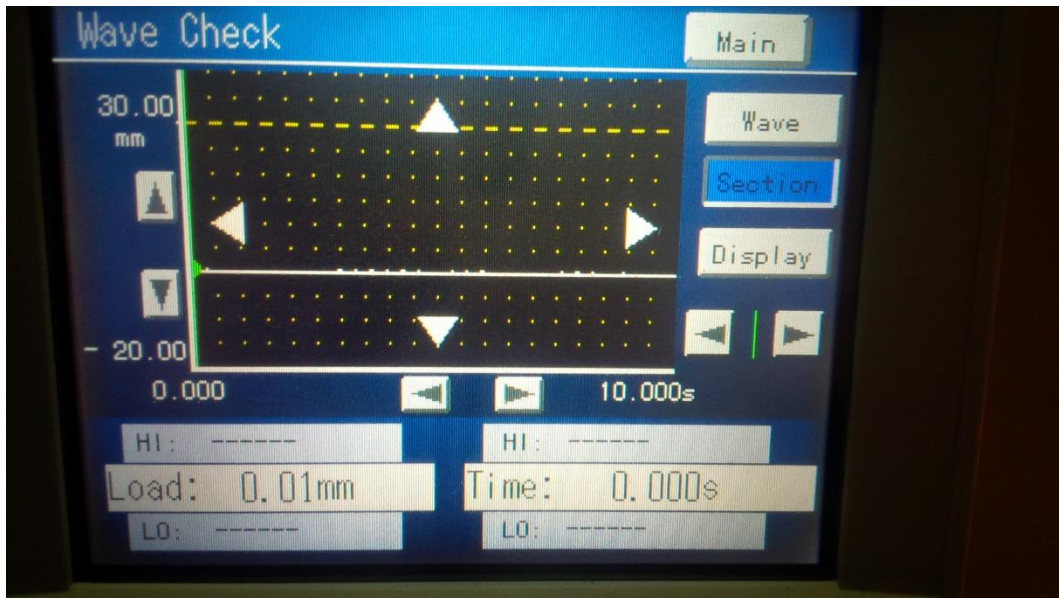 Wave Check
Main
30.00
mm
Wave
Section
Display
- 20.00
0.000
10.000s
HI: ------
HI: ------
Load: 0.01mm
Time: 0.000s
LO: ------
LO: ------